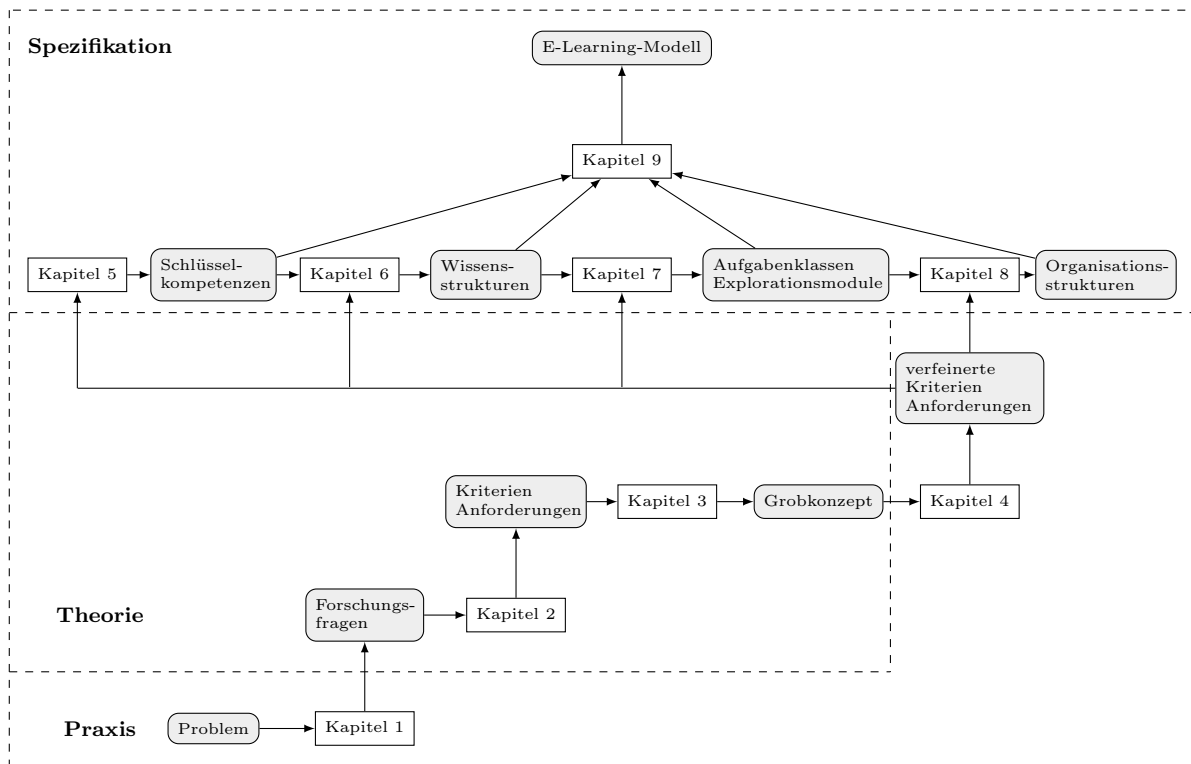 Spezifikation
E-Learning-Modell
Kapitel 9
Kapitel 5
Schlüssel-
kompetenzen
Kapitel 6
Wissens-
strukturen
Kapitel 7
Aufgabenklassen
Explorationsmodule
Kapitel 8
Organisations-
strukturen
verfeinerte
Kriterien
Anforderungen
Kriterien
Anforderungen
Kapitel 3
Grobkonzept
Kapitel 4
Theorie
Forschungs-
fragen
Kapitel 2
Praxis
Problem
Kapitel 1